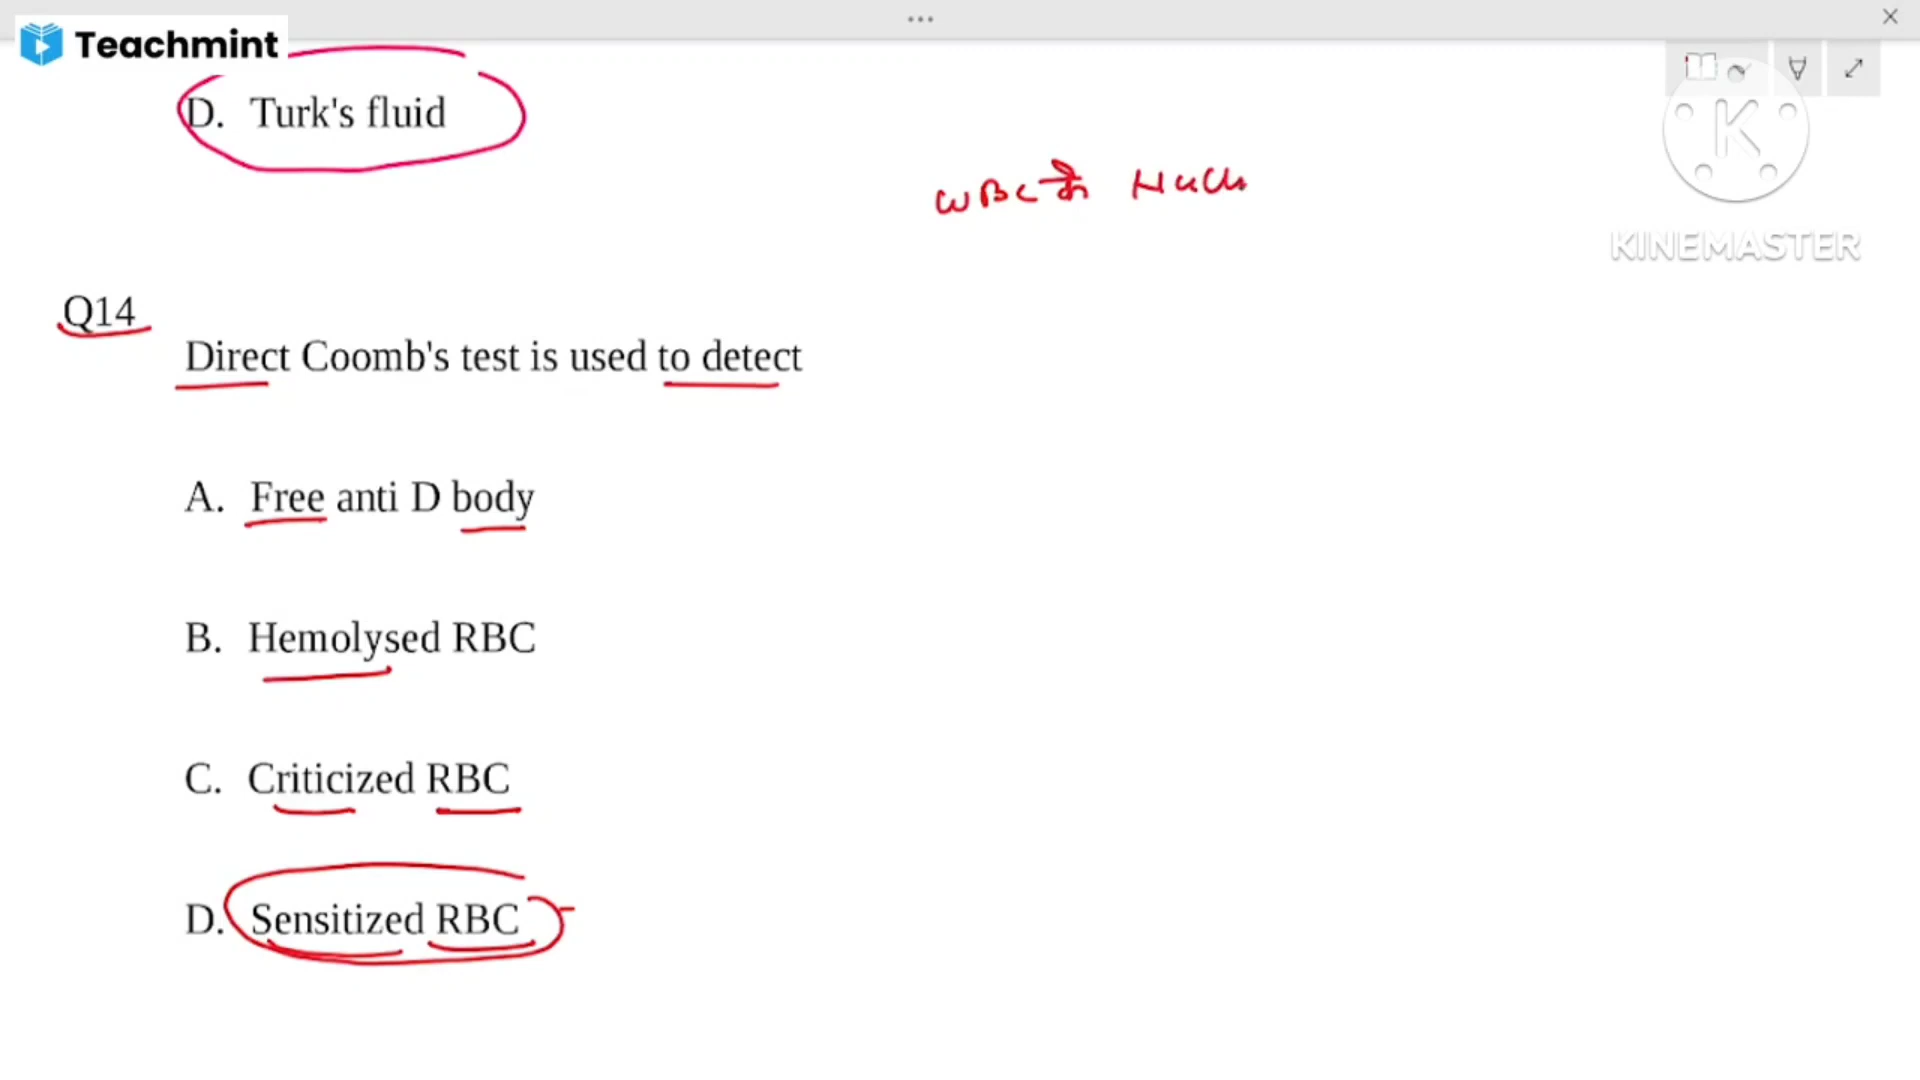 Teachmint
D. Turk's fluid
WBC
KINEMASTER
Q14
Direct Coomb's test is used to detect
A. Free anti D body
B. Hemolysed RBC
C. Criticized RBC
D. Sensitized RBC